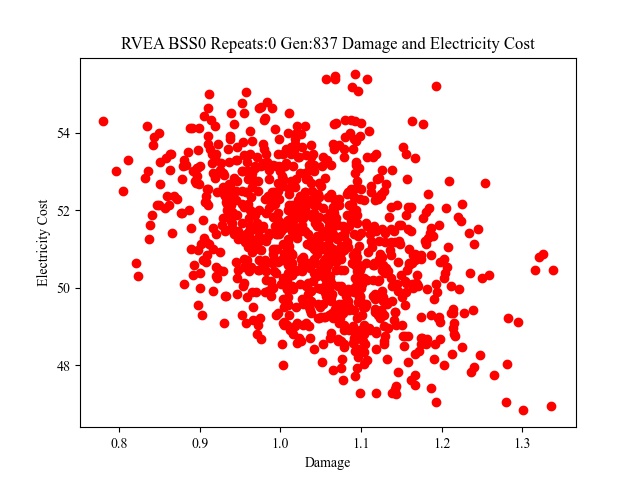 RVEA BSS0 Repeats:0 Gen:837 Damage and Electricity Cost
54
52
50
48
Electricity Cost
0.8 0.9 1.0 1.1 1.2 1.3
Damage